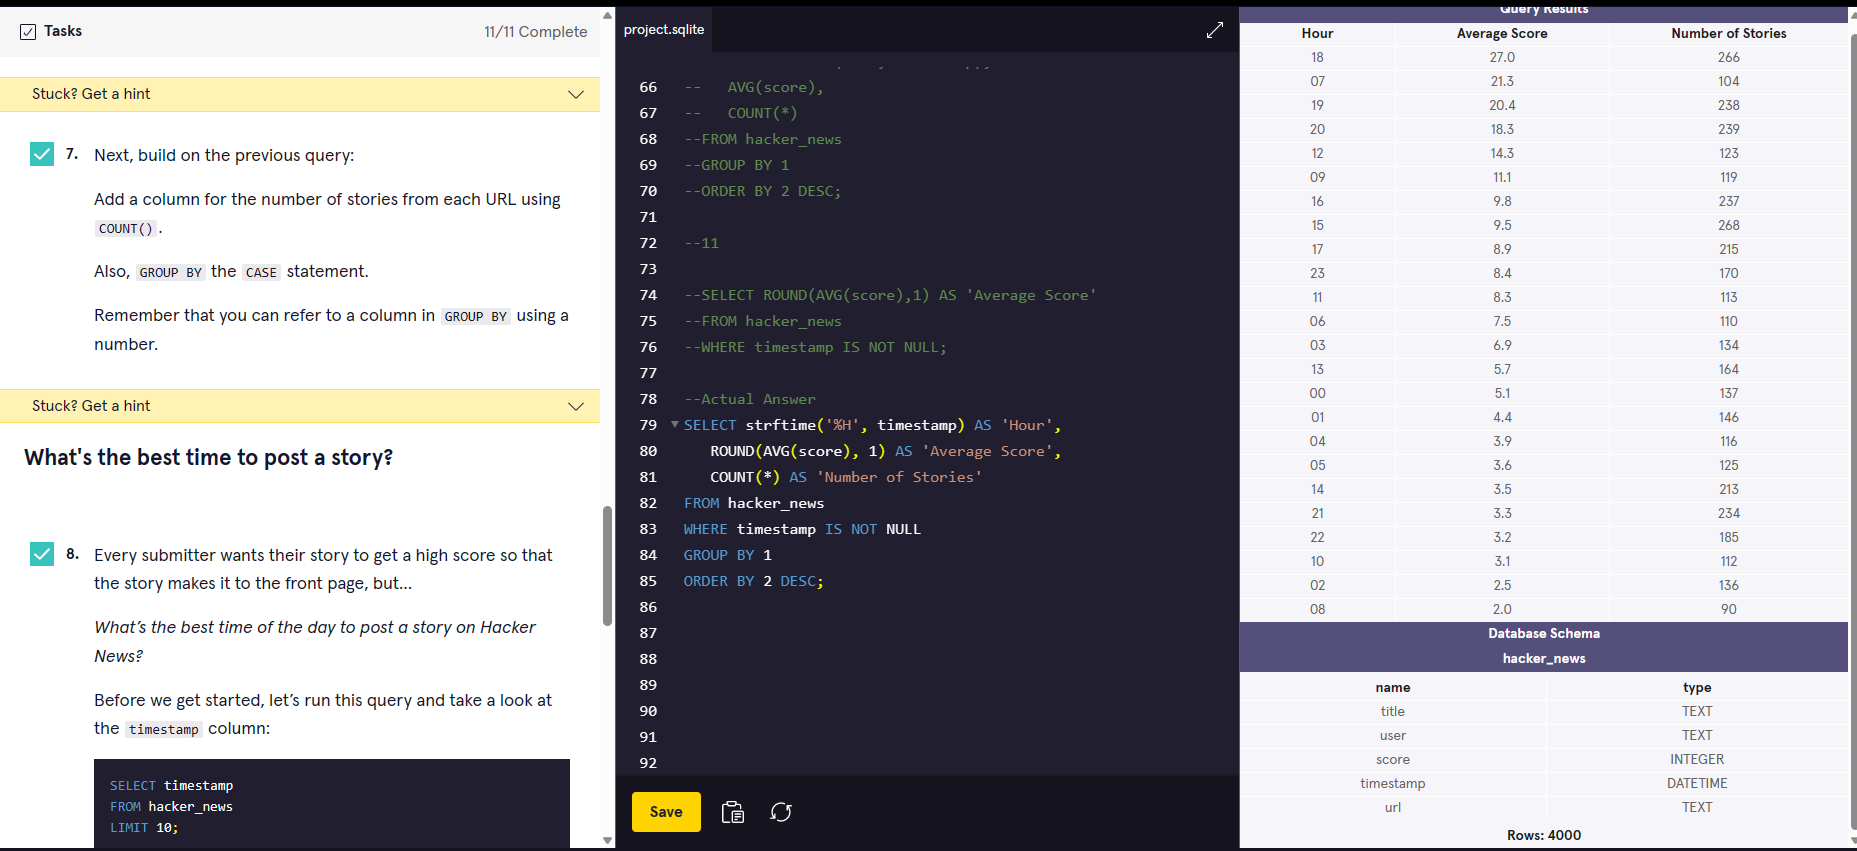 Tasks
11/11 Complete
Stuck? Get a hint
7. Next, build on the previous query:
Add a column for the number of stories from each URL using
COUNT() .
Also, GROUP BY the CASE statement.
Remember that you can refer to a column in GROUP BY using a
number.
Stuck? Get a hint
What's the best time to post a story?
8. Every submitter wants their story to get a high score so that
the story makes it to the front page, but...
What's the best time of the day to post a story on Hacker
News?
Before we get started, let's run this query and take a look at
the timestamp column:
SELECT timestamp
FROM hacker_news
LIMIT 10;
project.sqlite
66 -- AVG(score),
67 -- COUNT(*)
68 --FROM hacker_news
69 --GROUP BY 1
70 --ORDER BY 2 DESC;
71
72 --11
73
74 --SELECT ROUND(AVG(score),1) AS 'Average Score'
75 --FROM hacker_news
76 --WHERE timestamp IS NOT NULL;
77
78 --Actual Answer
79 SELECT strftime('%H', timestamp) AS 'Hour',
80 ROUND(AVG(score), 1) AS 'Average Score',
81 COUNT(*) AS 'Number of Stories'
82 FROM hacker_news
83 WHERE timestamp IS NOT NULL
84 GROUP BY 1
85 ORDER BY 2 DESC;
86
87
88
89
90
91
92
Save
Query Results
Hour Average Score Number of Stories
18 27.0 266
07 21.3 104
19 20.4 238
20 18.3 239
12 14.3 123
09 11.1 119
16 9.8 237
15 9.5 268
17 8.9 215
23 8.4 170
11 8.3 113
06 7.5 110
03 6.9 134
13 5.7 164
00 5.1 137
01 4.4 146
04 3.9 116
05 3.6 125
14 3.5 213
21 3.3 234
22 3.2 185
10 3.1 112
02 2.5 136
08 2.0 90
Database Schema
hacker_news
name type
title TEXT
user TEXT
score INTEGER
timestamp DATETIME
url TEXT
Rows: 4000